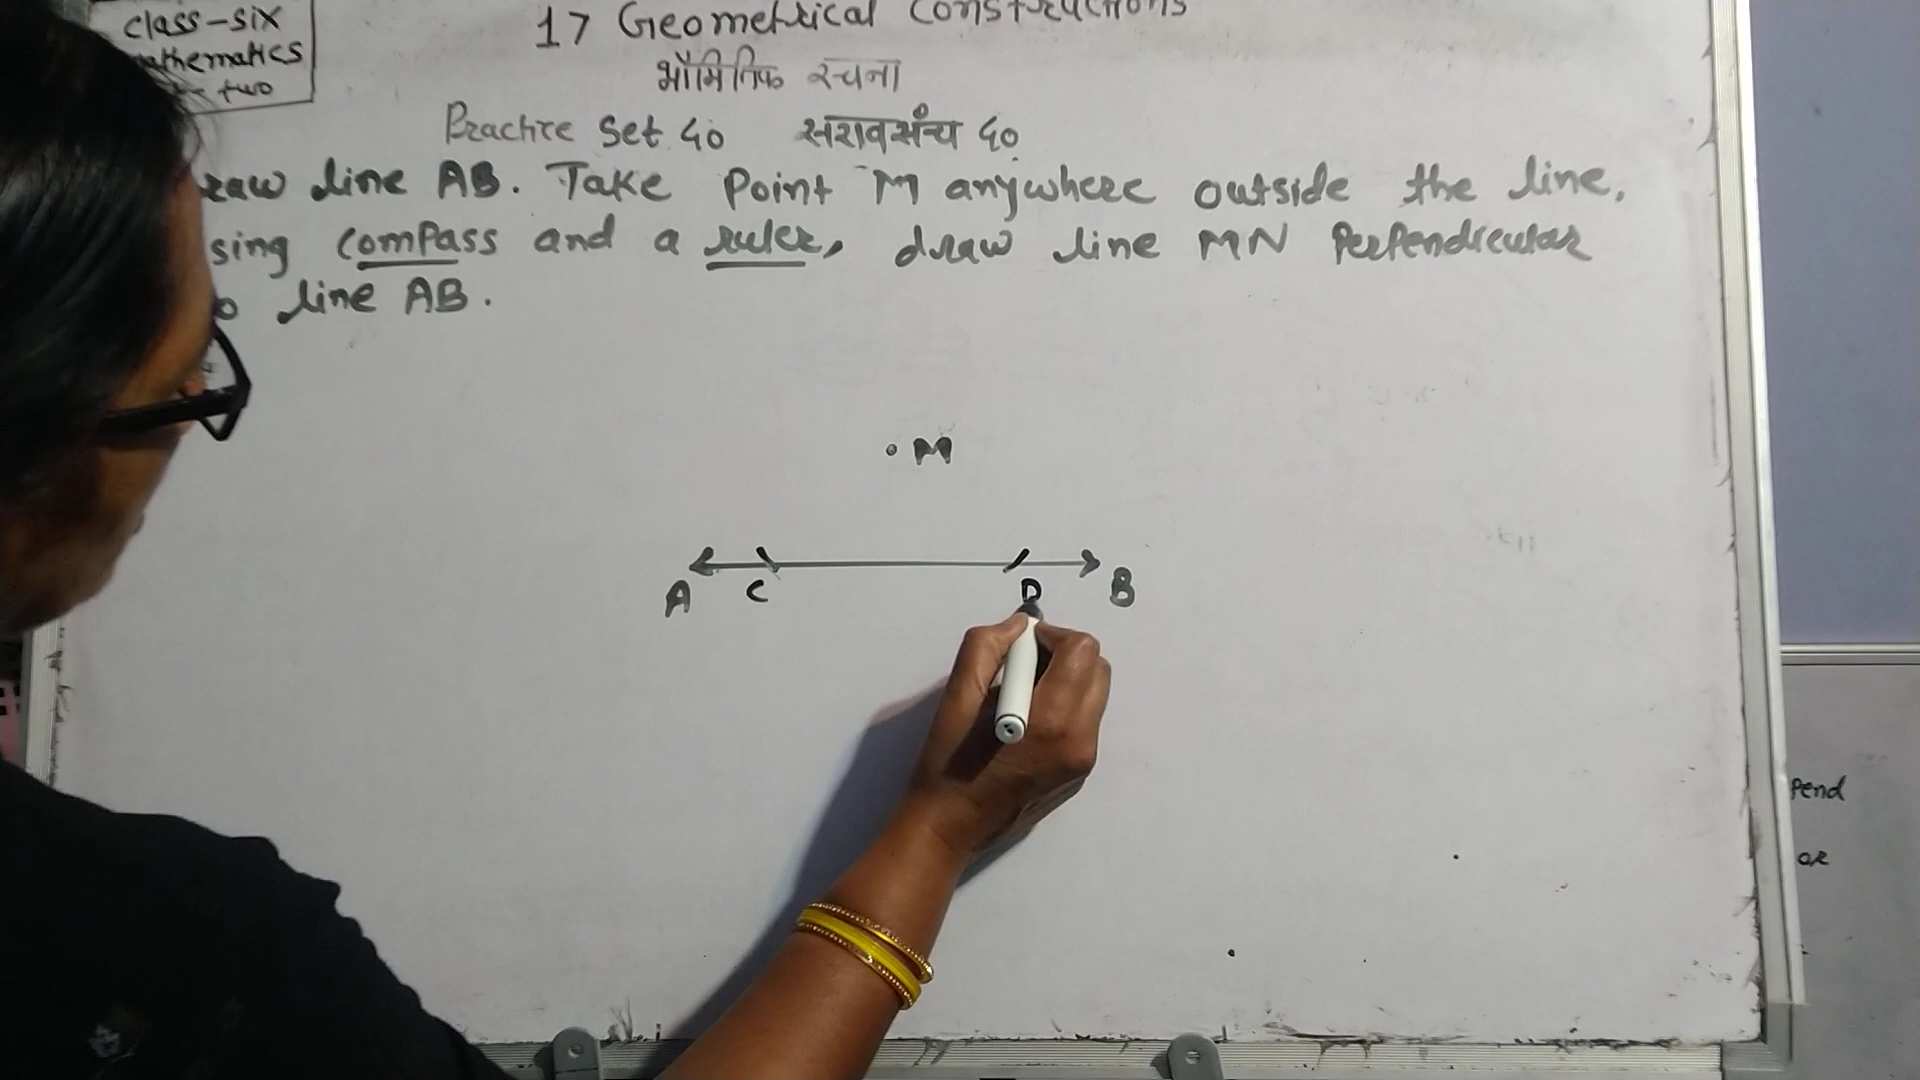 class-six
athematics
two
17 Geometrical Constructions
भौमितिक रचना
Practice Set 40 सरावसंच 40
raw line AB. Take Point M anywhere outside the line.
sing compass and a ruler, draw line MN Perpendicular
o line AB.
M
A C D B
Pend
or